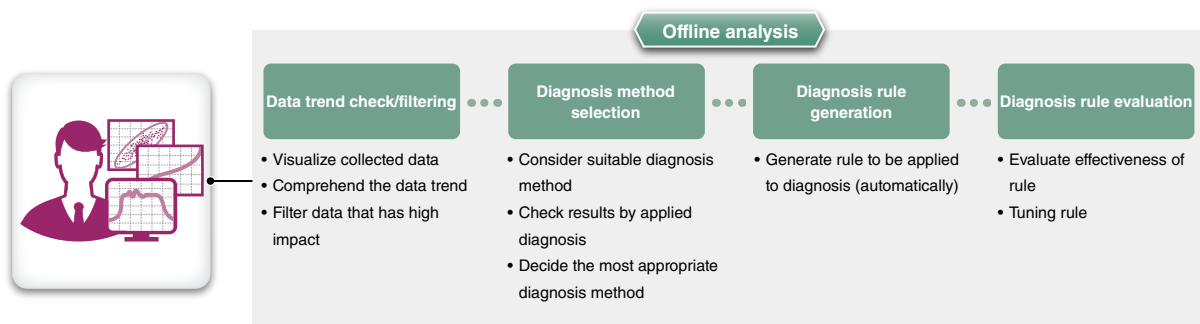 Offline analysis
Data trend check/filtering
• Visualize collected data
• Comprehend the data trend
• Filter data that has high
impact
Diagnosis method
selection
• Consider suitable diagnosis
method
• Check results by applied
diagnosis
• Decide the most appropriate
diagnosis method
Diagnosis rule
generation
• Generate rule to be applied
to diagnosis (automatically)
Diagnosis rule evaluation
• Evaluate effectiveness of
rule
• Tuning rule